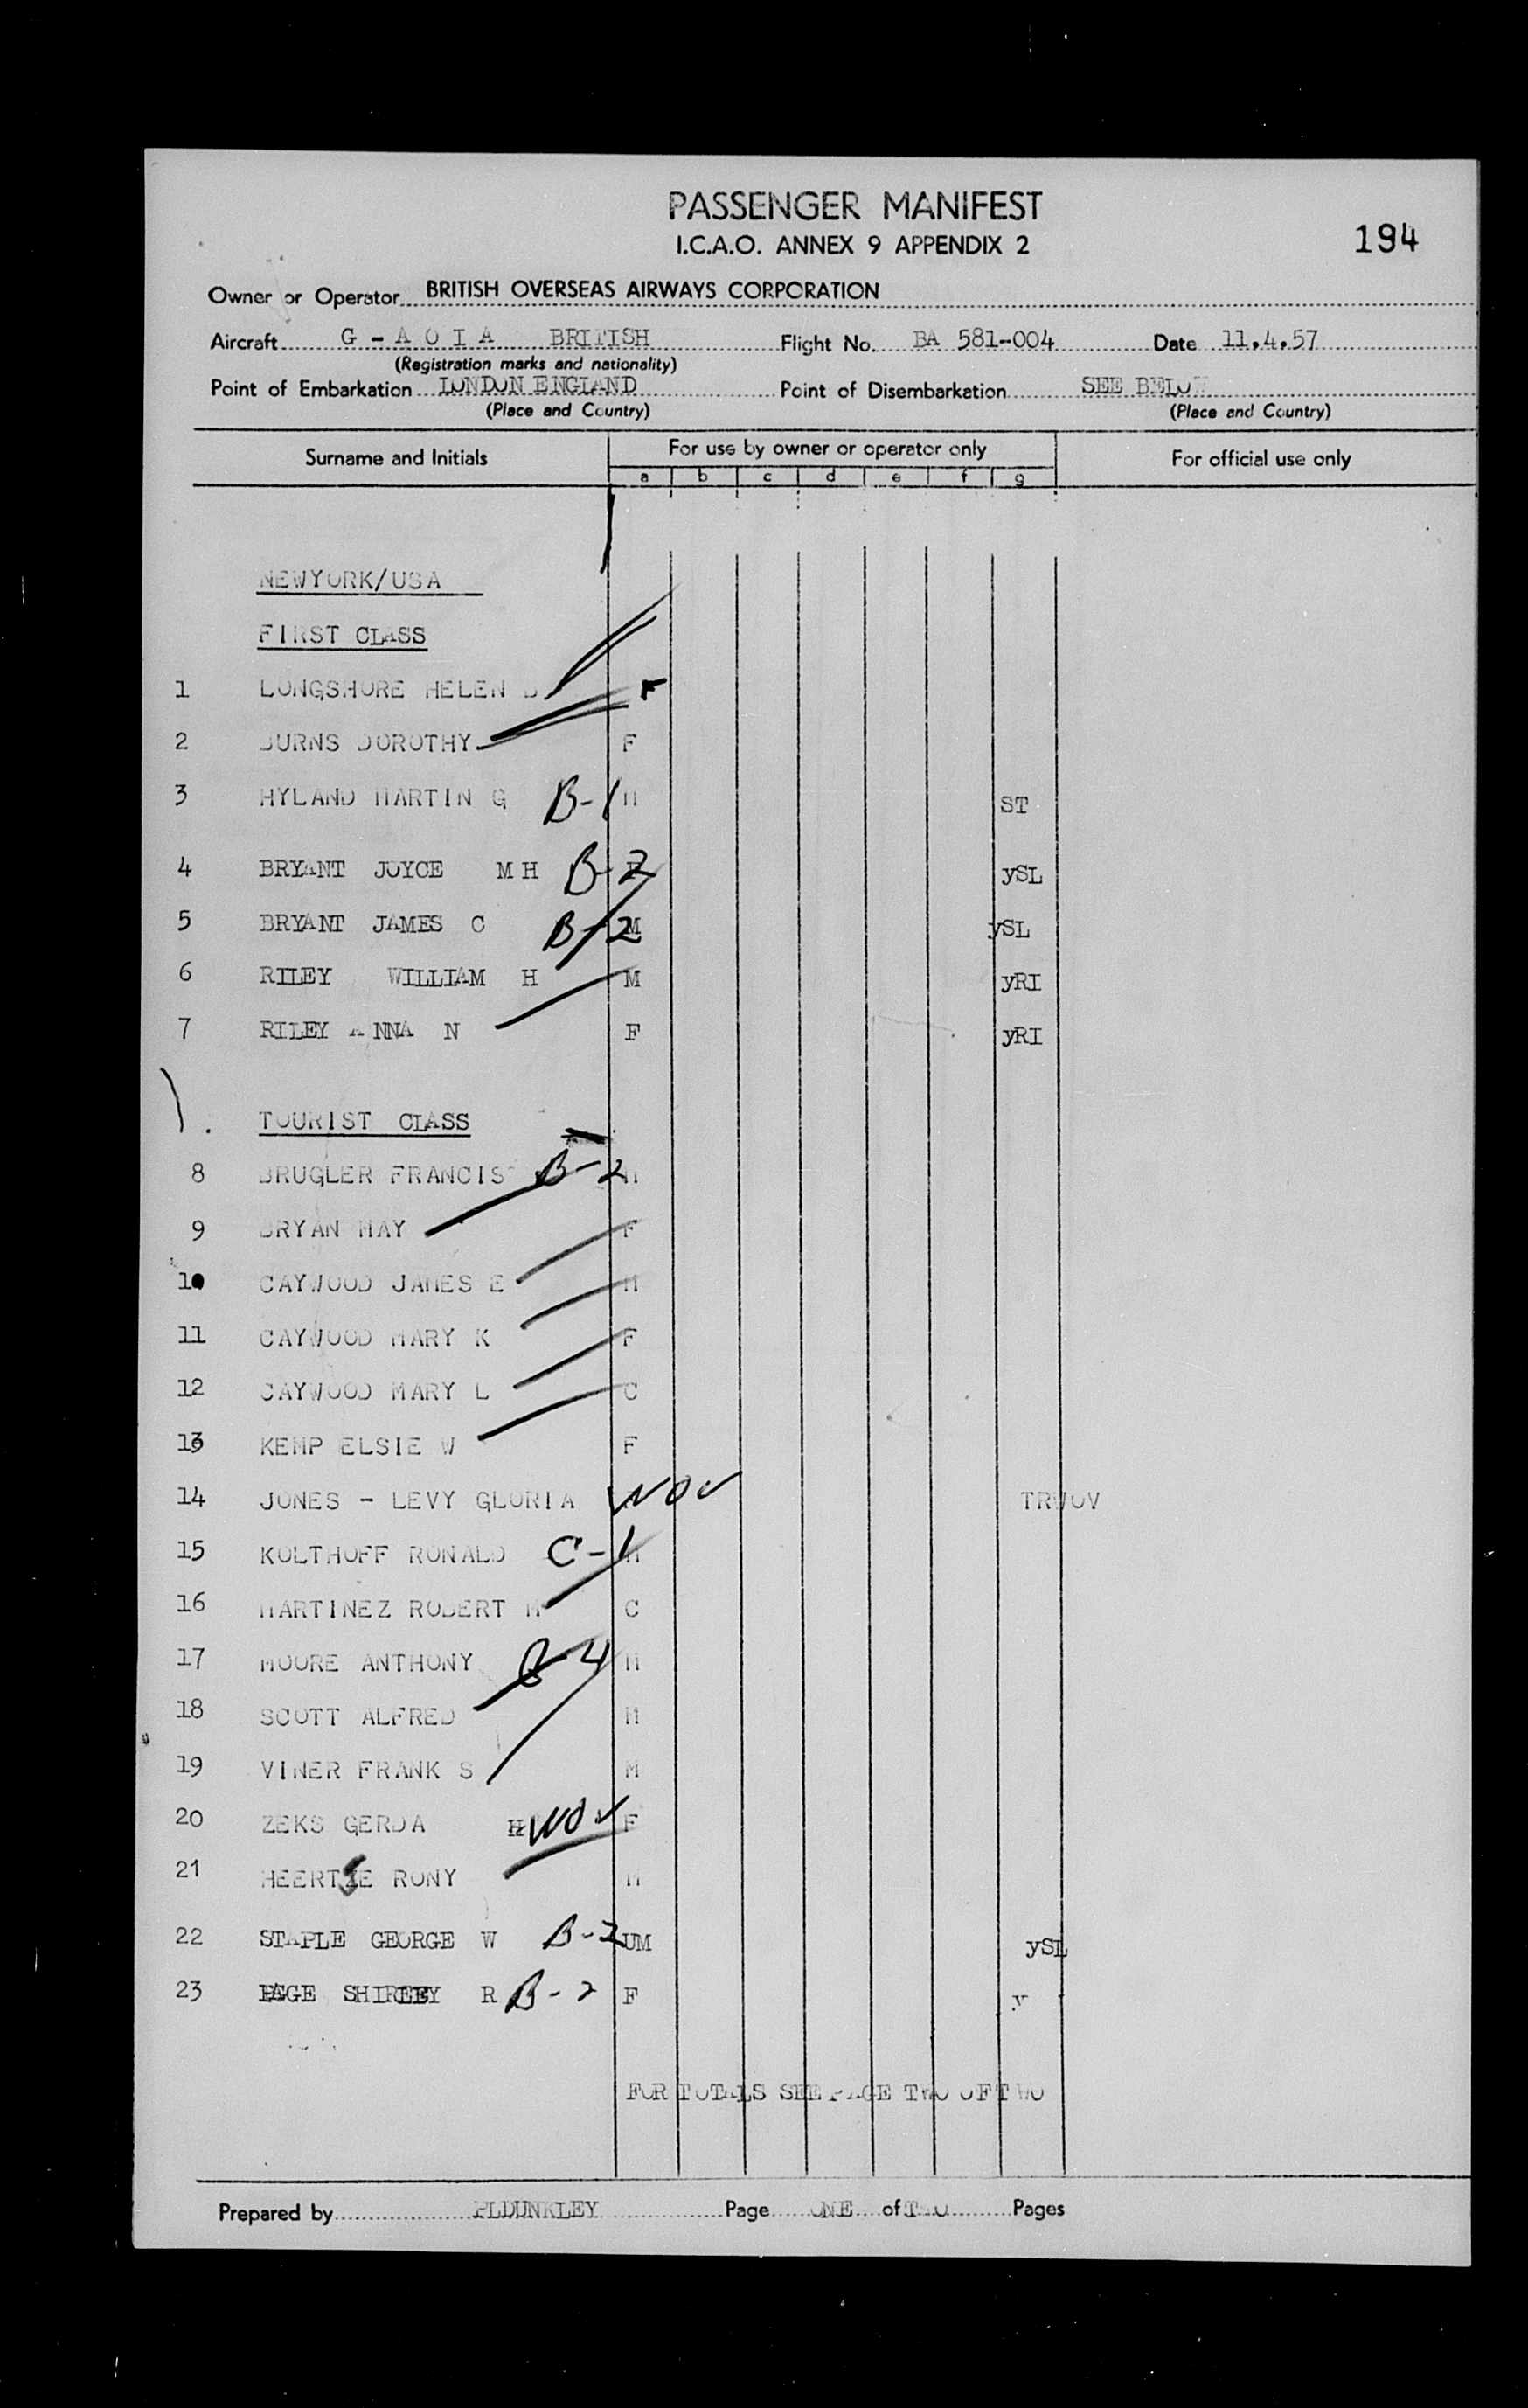 PASSENGER MANIFEST
I.C.A.O. ANNEX 9 APPENDIX 2
194
Owner or Operator BRITISH OVERSEAS AIRWAYS CORPORATION
Aircraft G - A O I A BRITISH Flight No. BA 581-004 Date 11.4.57
(Registration marks and nationality)
Point of Embarkation LONDON ENGLAND Point of Disembarkation SEE BELOW
(Place and Country) (Place and Country)
Surname and Initials For use by owner or operator only For official use only
a b c d e f g
NEWYORK/USA
FIRST CLASS
1 LONGSHORE HELEN F
2 BURNS DOROTHY F
3 HYLAND MARTIN G B-1 M ST
4 BRYANT JOYCE M H B-2 F ySL
5 BRYANT JAMES C B-2 M ySL
6 RILEY WILLIAM H M yRI
7 RILEY ANNA N F yRI
TOURIST CLASS
8 BRUGLER FRANCIS B-2 M
9 BRYAN MAY F
10 CAYWOOD JAMES E M
11 CAYWOOD MARY K F
12 CAYWOOD MARY L C
13 KEMP ELSIE W F
14 JONES - LEVY GLORIA WOV TRWOV
15 KOLTHOFF RONALD C-1 M
16 MARTINEZ ROBERT M C
17 MOORE ANTHONY M
18 SCOTT ALFRED M
19 VINER FRANK S M
20 ZEKS GERDA WOV F
21 HEERTJE RONY M
22 STAPLE GEORGE W B-2 UM ySL
23 PAGE SHIRLEY R B-2 F y
FOR TOTALS SEE PAGE TWO OF TWO
Prepared by PLDUNKLEY Page ONE of TWO Pages